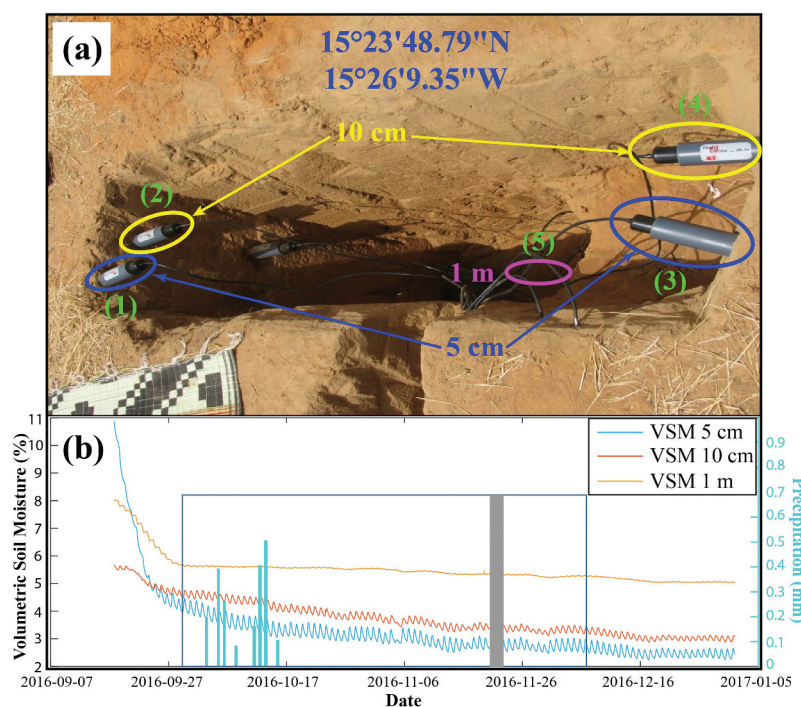 (a)
15°23'48.79"N
15°26'9.35"W
(4)
10 cm
(2)
(5)
1 m
(1)
(3)
5 cm
(b)
VSM 5 cm
VSM 10 cm
VSM 1 m
Volumetric Soil Moisture (%)
11
10
9
8
7
6
5
4
3
2
Precipitation (mm)
0.9
0.8
0.7
0.6
0.5
0.4
0.3
0.2
0.1
0
2016-09-07 2016-09-27 2016-10-17 2016-11-06 2016-11-26 2016-12-16 2017-01-05
Date